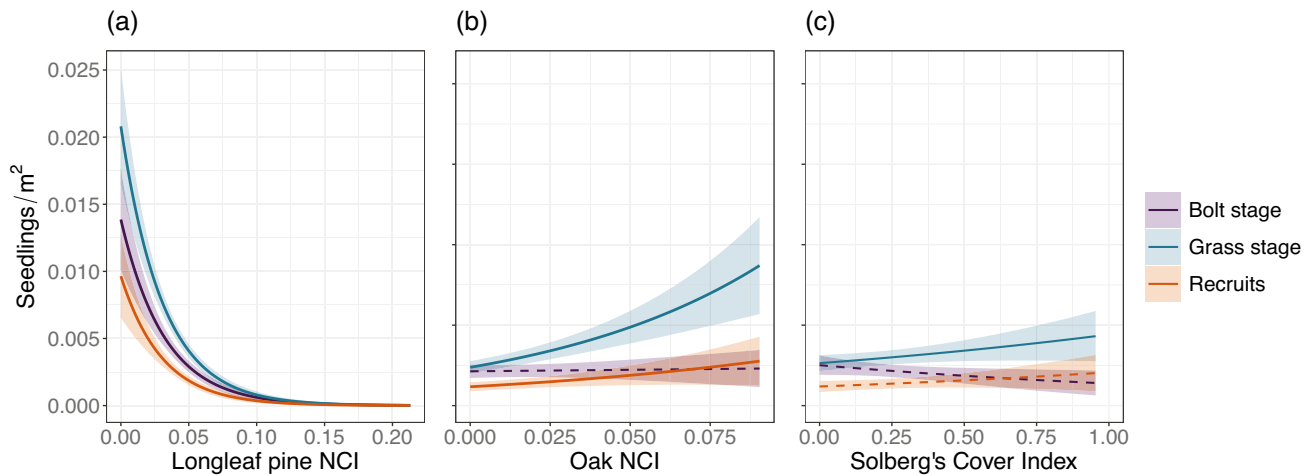 (a) (b) (c)
Seedlings/m²
0.025
0.020
0.015
0.010
0.005
0.000
0.00 0.05 0.10 0.15 0.20
0.000 0.025 0.050 0.075
0.00 0.25 0.50 0.75 1.00
Longleaf pine NCI
Oak NCI
Solberg's Cover Index
Bolt stage
Grass stage
Recruits